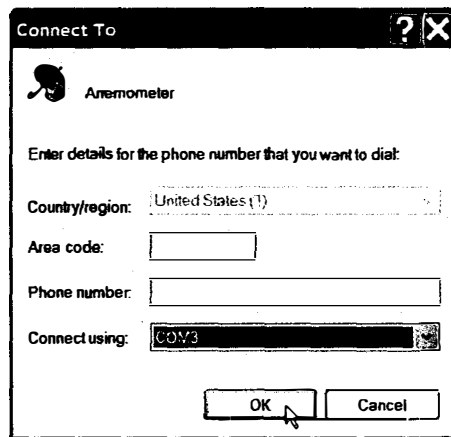 Connect To
Anemometer
Enter details for the phone number that you want to dial:
Country/region: United States (1)
Area code:
Phone number:
Connect using: COM3
OK Cancel